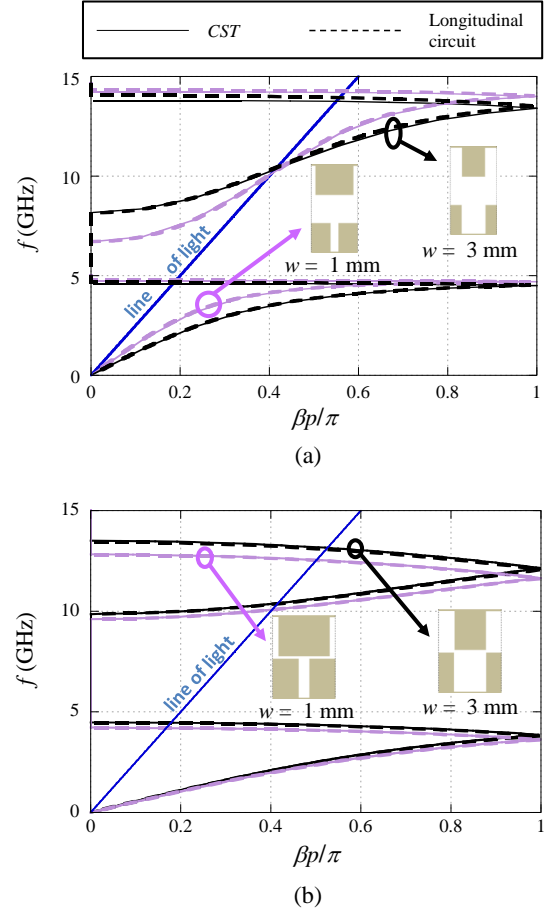 CST
Longitudinal
circuit
15
10
5
0
f (GHz)
line of light
w = 1 mm
w = 3 mm
0
0.2
0.4
0.6
0.8
1
βp/π
(a)
15
10
5
0
f (GHz)
line of light
w = 1 mm
w = 3 mm
0
0.2
0.4
0.6
0.8
1
βp/π
(b)